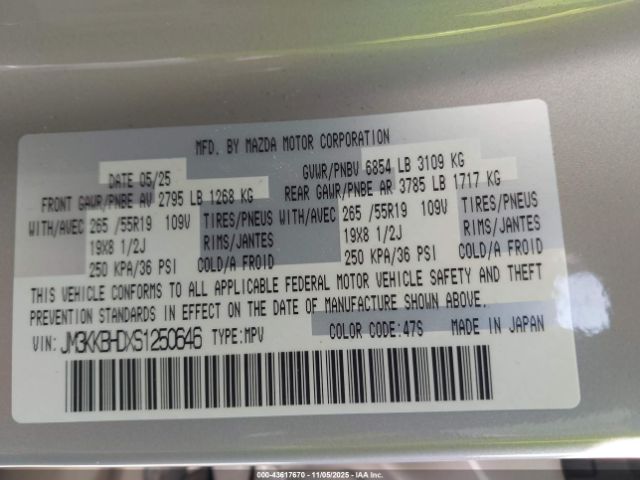 MFD. BY MAZDA MOTOR CORPORATION
DATE 05/25 GVWR/PNBV 6854 LB 3109 KG
FRONT GAWR/PNBE AV 2795 LB 1268 KG REAR GAWR/PNBE AR 3785 LB 1717 KG
WITH/AVEC 265 /55R19 109V TIRES/PNEUS WITH/AVEC 265 /55R19 109V TIRES/PNEUS
19X8 1/2J RIMS/JANTES 19X8 1/2J RIMS/JANTES
250 KPA/36 PSI COLD/A FROID 250 KPA/36 PSI COLD/A FROID
THIS VEHICLE CONFORMS TO ALL APPLICABLE FEDERAL MOTOR VEHICLE SAFETY AND THEFT
PREVENTION STANDARDS IN EFFECT ON THE DATE OF MANUFACTURE SHOWN ABOVE.
VIN: JM3KKBHDXS1250646 TYPE:MPV COLOR CODE:47S MADE IN JAPAN
000-43617670 - 11/05/2025 - IAA Inc.